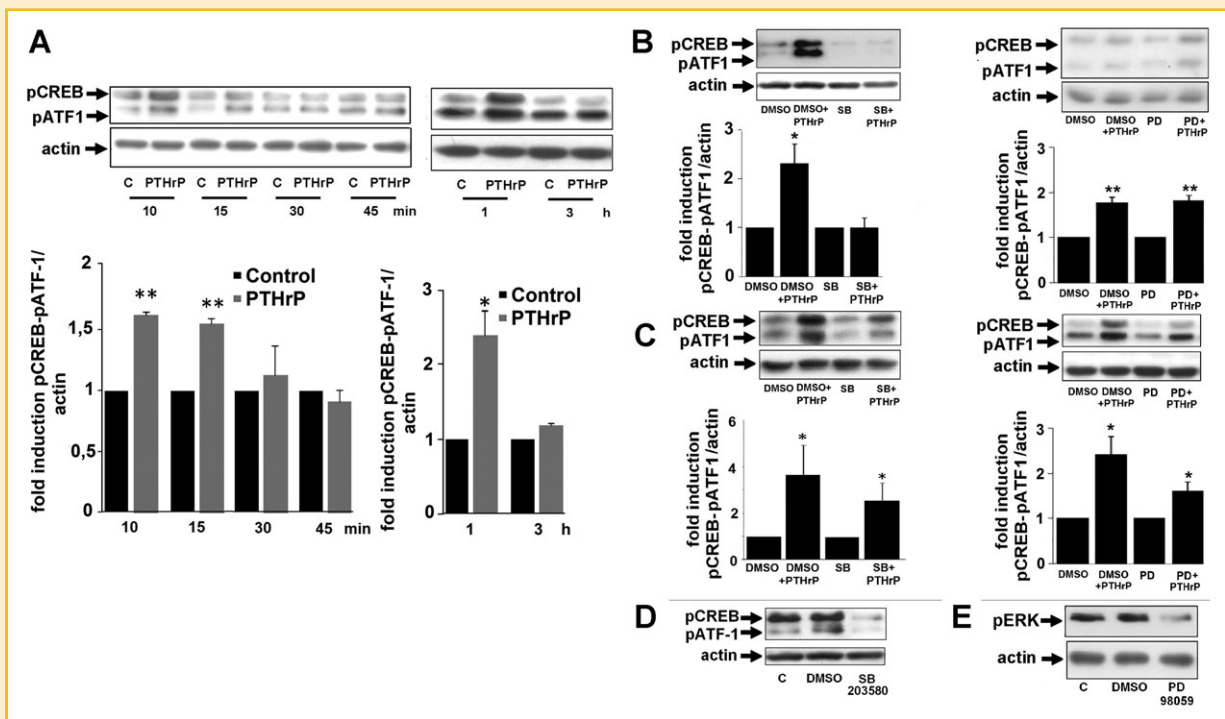 A
pCREB
pATF1
actin
C PTHrP C PTHrP C PTHrP C PTHrP
10 15 30 45 min
C PTHrP C PTHrP
1 3 h
fold induction pCREB-pATF-1/
actin
2
1,5
1
0,5
0
** **
Control
PTHrP
10 15 30 45 min
fold induction pCREB-pATF-1/
actin
3
2
1
0
*
Control
PTHrP
1 3 h
B
pCREB
pATF1
actin
DMSO DMSO+ PTHrP SB SB+ PTHrP
fold induction
pCREB-pATF1/actin
3
2
1
0
*
DMSO DMSO +PTHrP SB SB+ PTHrP
pCREB
pATF1
actin
DMSO DMSO +PTHrP PD PD+ PTHrP
fold induction
pCREB-pATF1/actin
3
2
1
0
** **
DMSO DMSO +PTHrP PD PD+ PTHrP
C
pCREB
pATF1
actin
DMSO DMSO+ PTHrP SB SB+ PTHrP
fold induction
pCREB-pATF1/actin
6
4
2
0
* *
DMSO DMSO +PTHrP SB SB+ PTHrP
pCREB
pATF1
actin
DMSO DMSO +PTHrP PD PD+ PTHrP
fold induction
pCREB-pATF1/actin
3
2
1
0
* *
DMSO DMSO +PTHrP PD PD+ PTHrP
D
pCREB
pATF-1
actin
C DMSO SB
203580
E
pERK
actin
C DMSO PD
98059